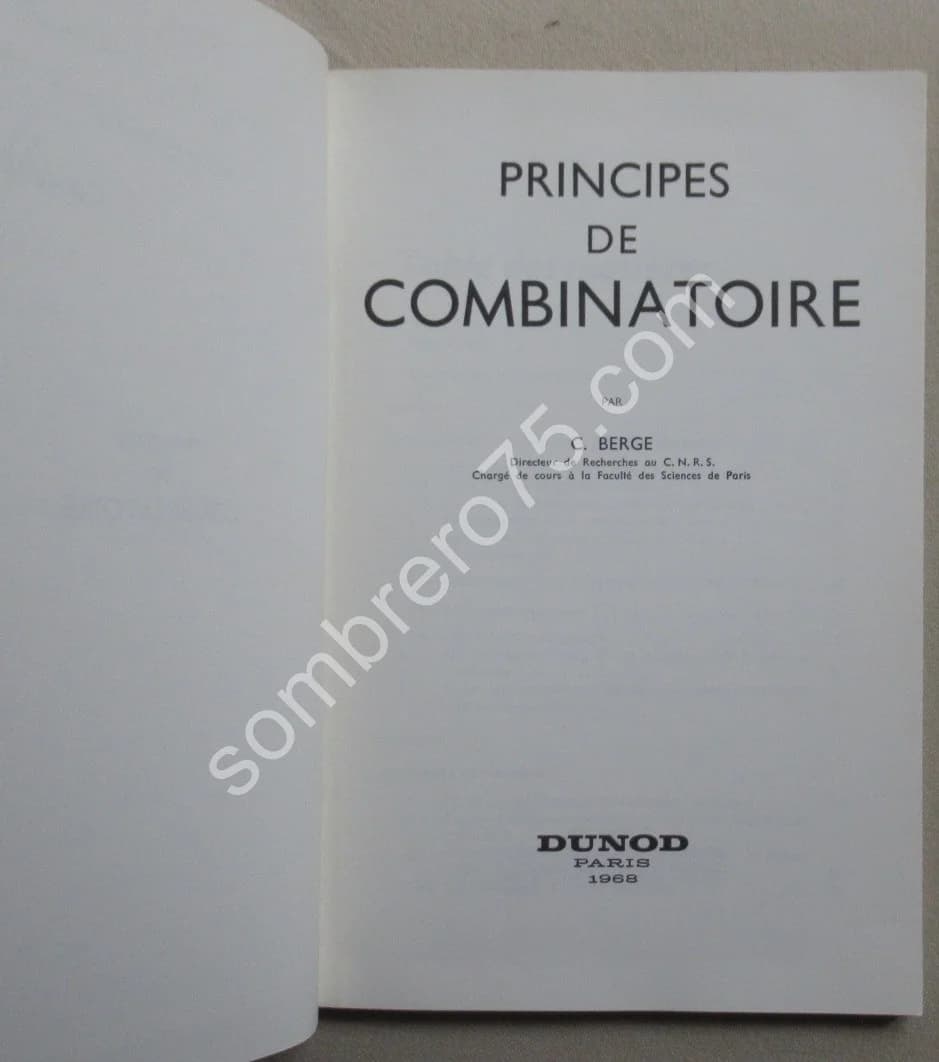 PRINCIPES
DE
COMBINATOIRE
PAR
C. BERGE
Directeur de Recherches au C. N. R. S.
Chargé de cours à la Faculté des Sciences de Paris
DUNOD
PARIS
1968
sombrero75.com